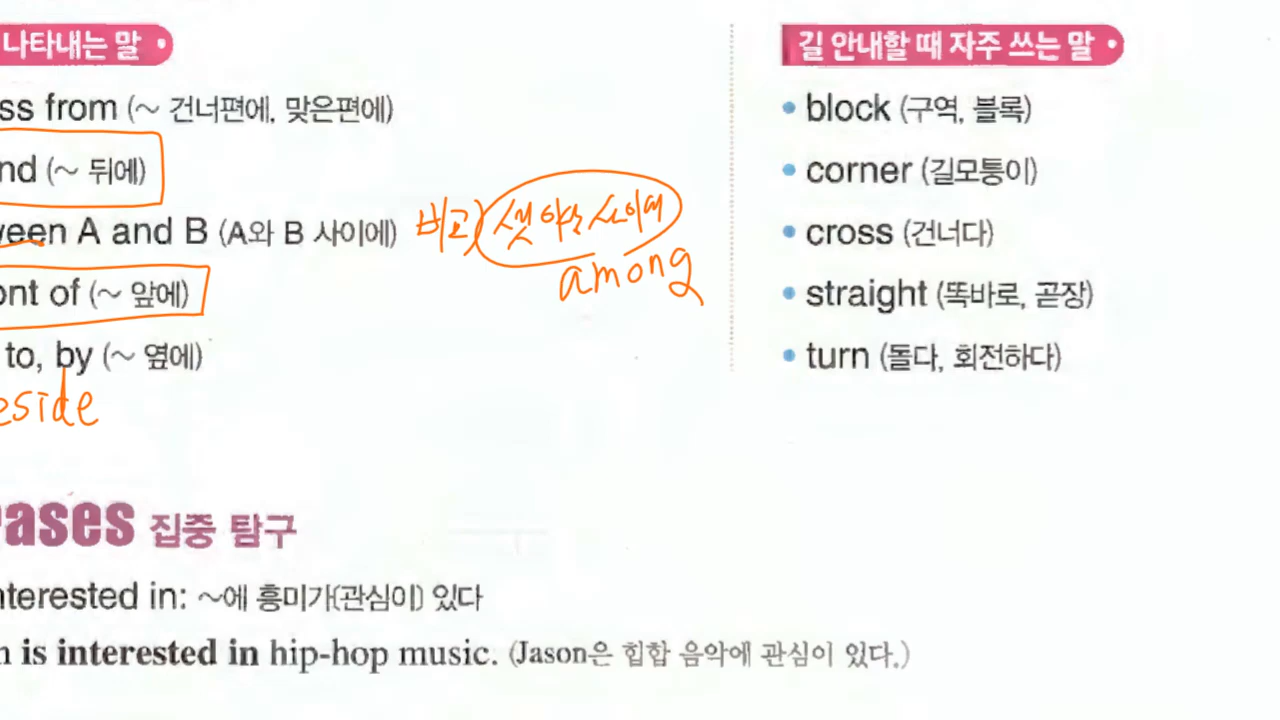 나타내는 말
ss from (~ 건너편에, 맞은편에)
nd (~ 뒤에)
ween A and B (A와 B 사이에) 비고) 셋 이상 사이에
among
ont of (~ 앞에)
to, by (~ 옆에)
eside
길 안내할 때 자주 쓰는 말
• block (구역, 블록)
• corner (길모퉁이)
• cross (건너다)
• straight (똑바로, 곧장)
• turn (돌다, 회전하다)
rases 집중 탐구
nterested in: ~에 흥미가(관심이) 있다
n is interested in hip-hop music. (Jason은 힙합 음악에 관심이 있다.)